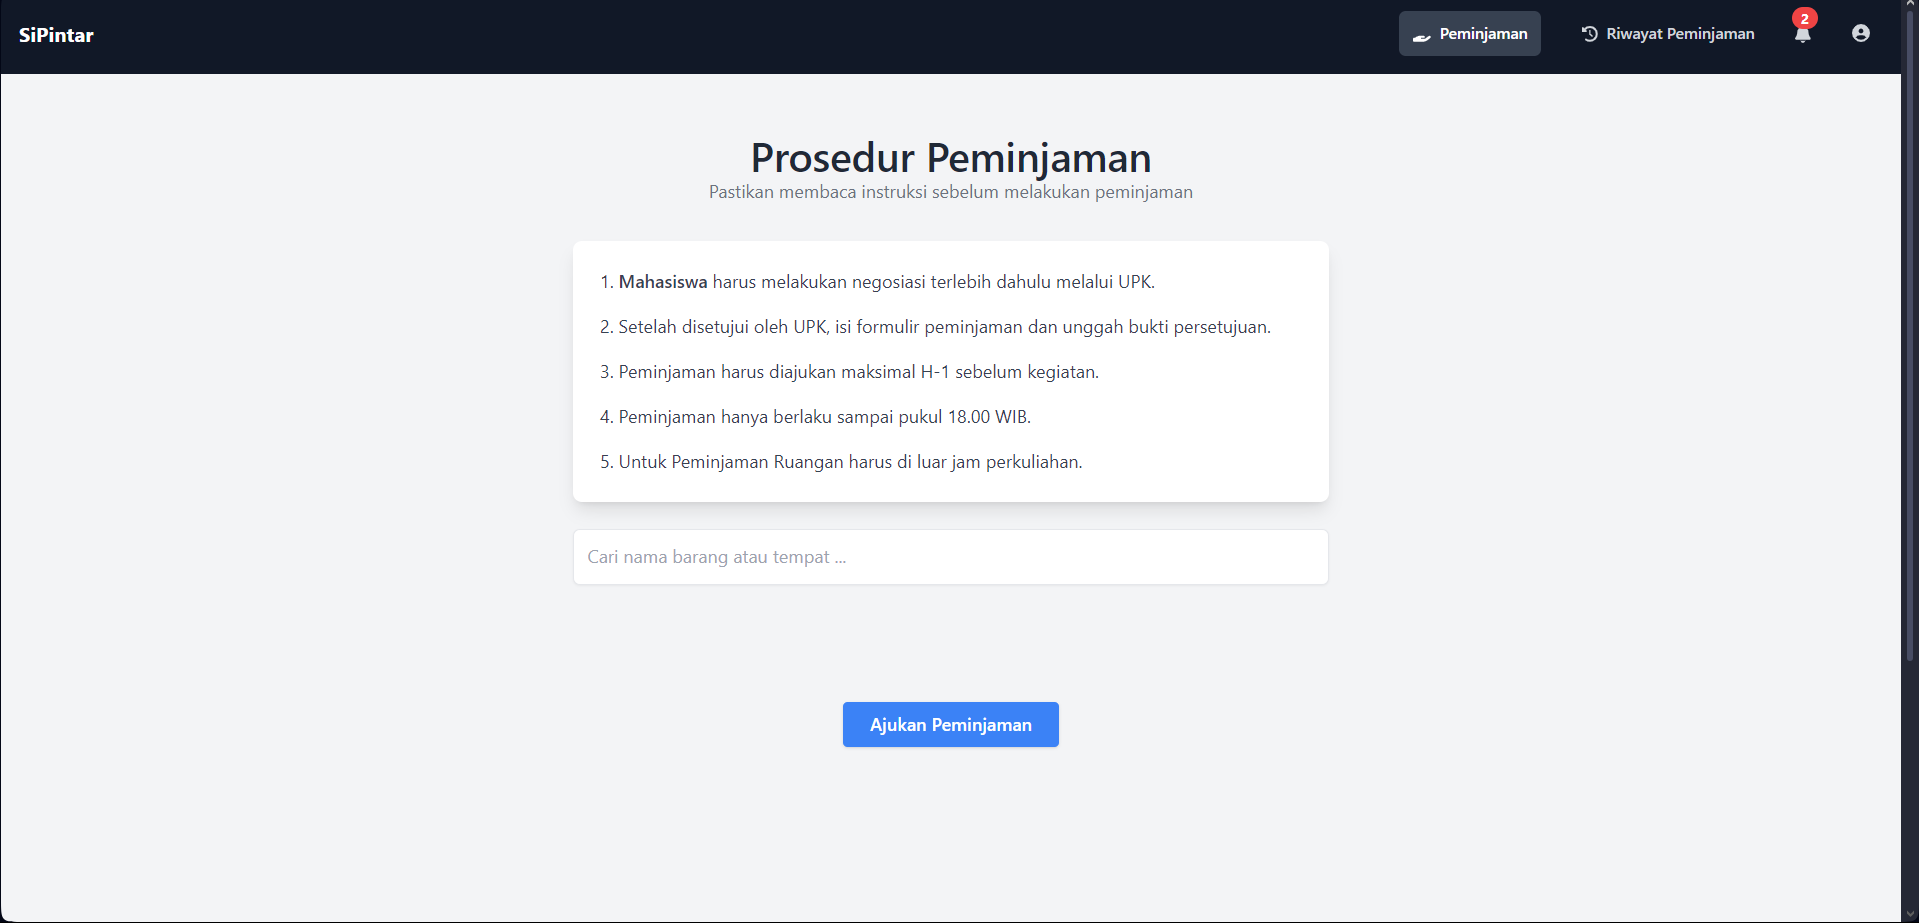 SiPintar
Peminjaman
Riwayat Peminjaman
2
Prosedur Peminjaman
Pastikan membaca instruksi sebelum melakukan peminjaman
1. Mahasiswa harus melakukan negosiasi terlebih dahulu melalui UPK.
2. Setelah disetujui oleh UPK, isi formulir peminjaman dan unggah bukti persetujuan.
3. Peminjaman harus diajukan maksimal H-1 sebelum kegiatan.
4. Peminjaman hanya berlaku sampai pukul 18.00 WIB.
5. Untuk Peminjaman Ruangan harus di luar jam perkuliahan.
Cari nama barang atau tempat ...
Ajukan Peminjaman